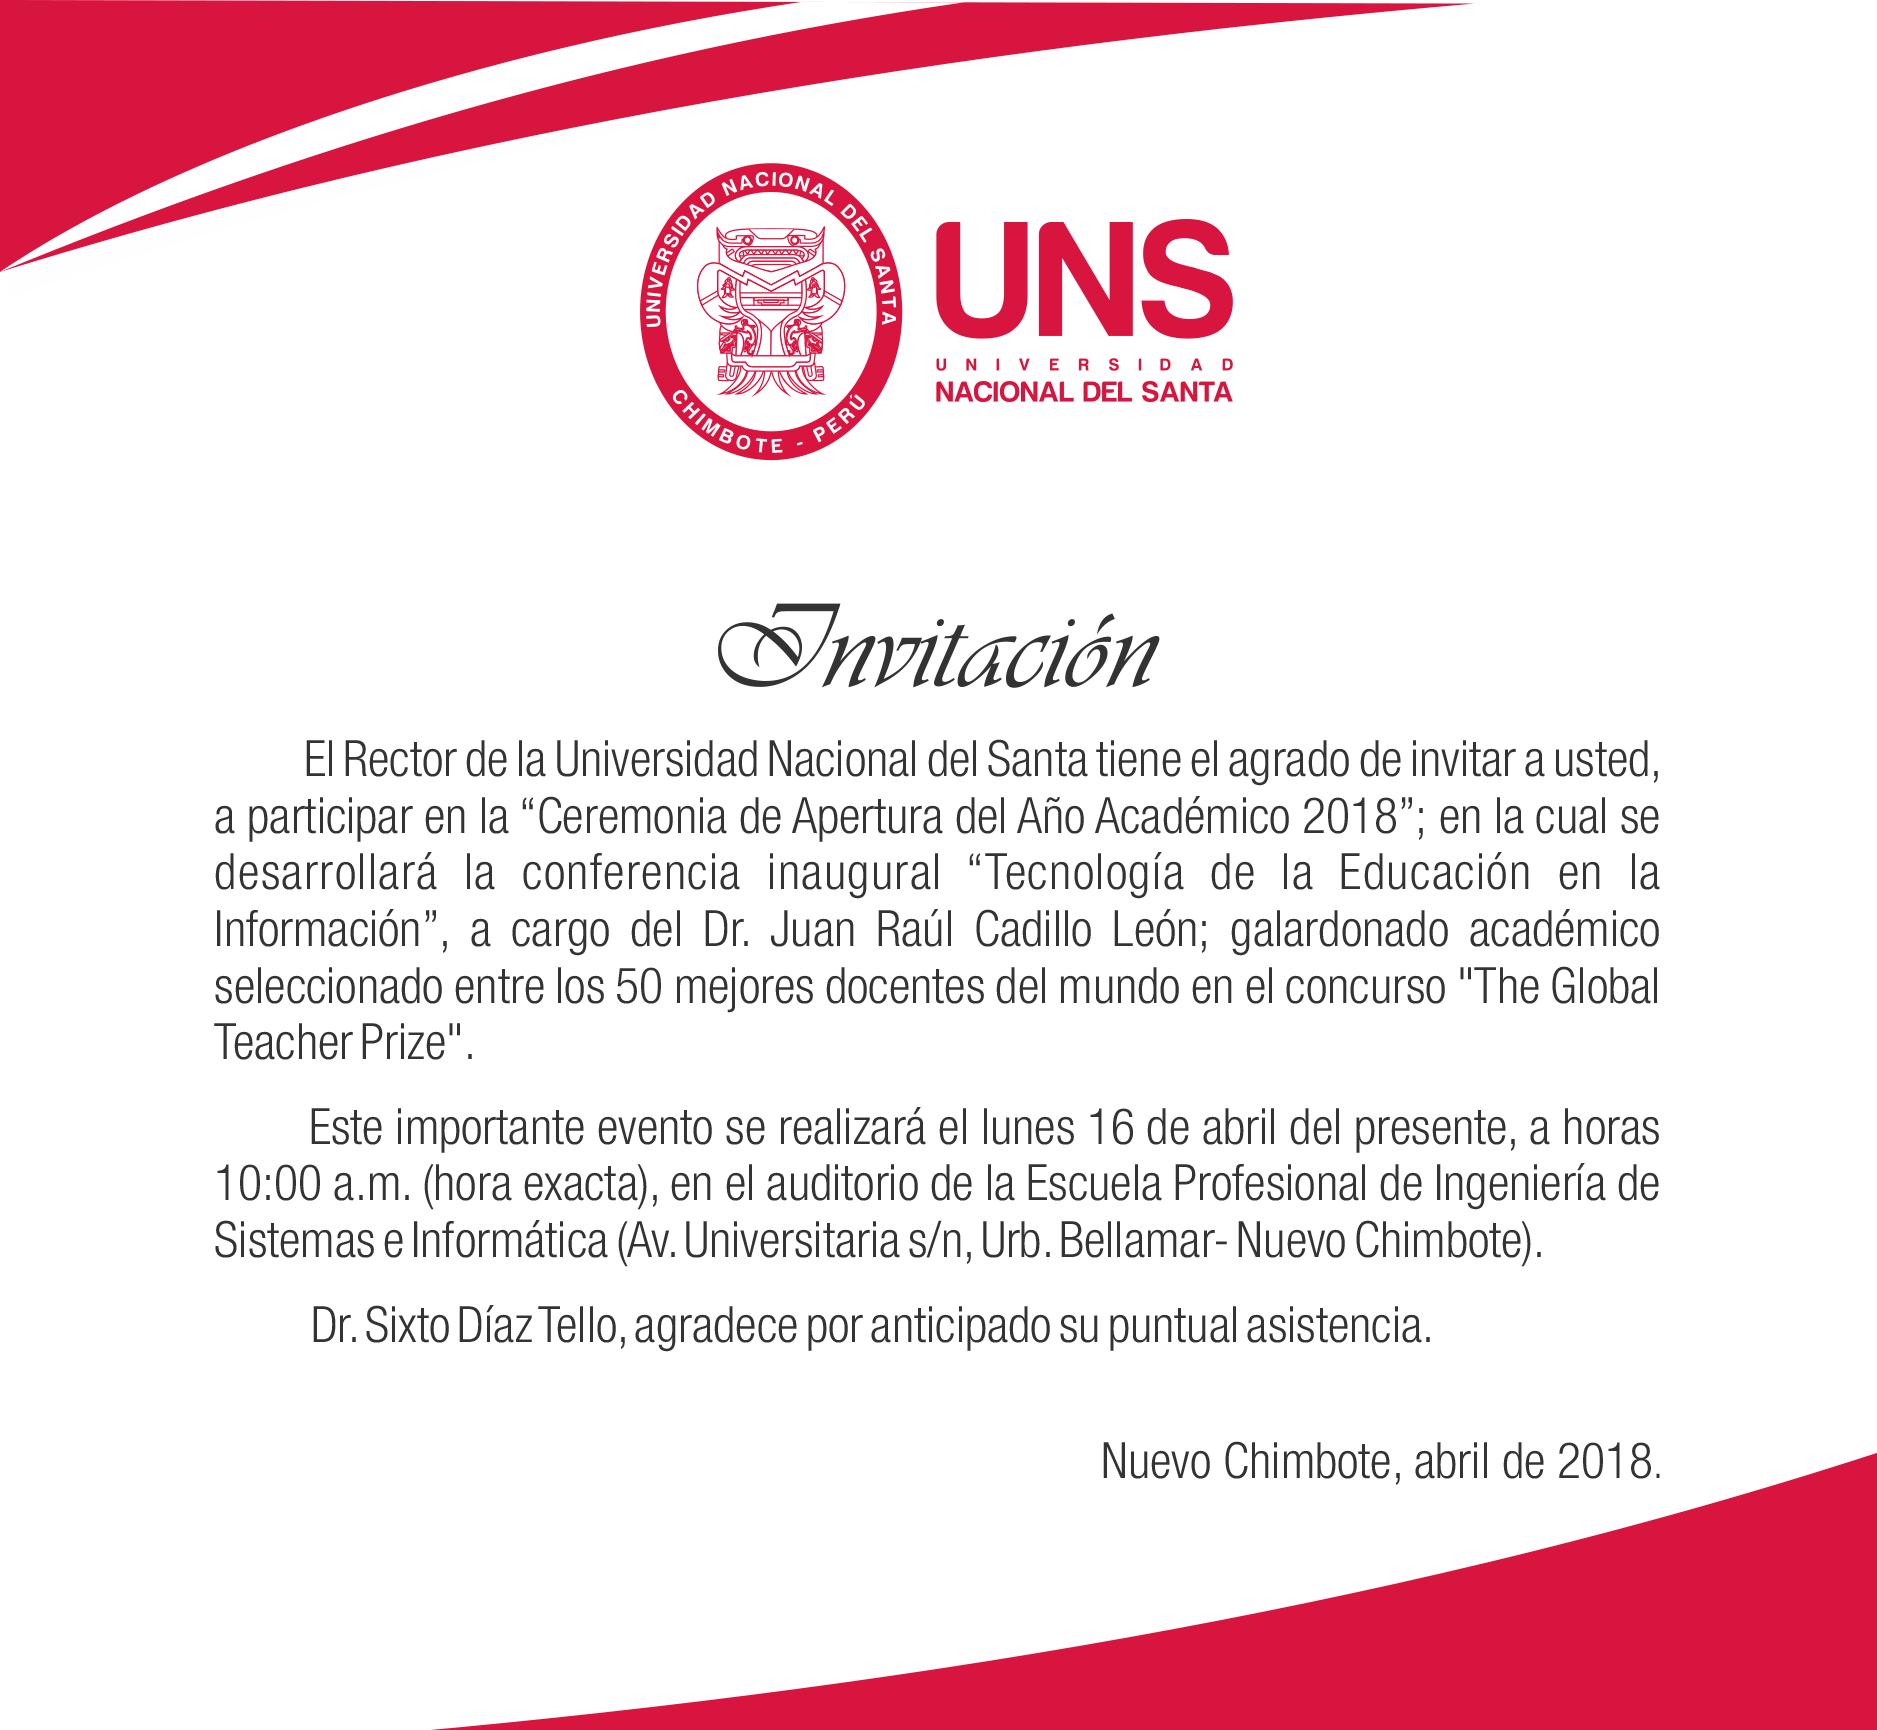 UNIVERSIDAD NACIONAL DEL SANTA
CHIMBOTE - PERÚ
UNS
UNIVERSIDAD
NACIONAL DEL SANTA
Invitación
El Rector de la Universidad Nacional del Santa tiene el agrado de invitar a usted,
a participar en la “Ceremonia de Apertura del Año Académico 2018”; en la cual se
desarrollará la conferencia inaugural “Tecnología de la Educación en la
Información”, a cargo del Dr. Juan Raúl Cadillo León; galardonado académico
seleccionado entre los 50 mejores docentes del mundo en el concurso "The Global
Teacher Prize".
Este importante evento se realizará el lunes 16 de abril del presente, a horas
10:00 a.m. (hora exacta), en el auditorio de la Escuela Profesional de Ingeniería de
Sistemas e Informática (Av. Universitaria s/n, Urb. Bellamar- Nuevo Chimbote).
Dr. Sixto Díaz Tello, agradece por anticipado su puntual asistencia.
Nuevo Chimbote, abril de 2018.